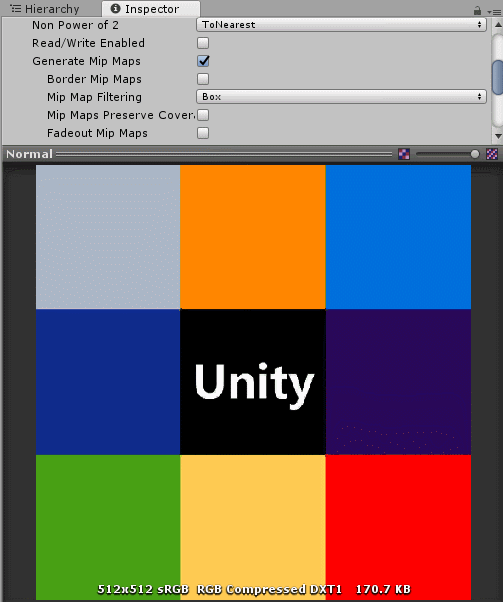 Hierarchy
Inspector
Non Power of 2
ToNearest
Read/Write Enabled
Generate Mip Maps
Border Mip Maps
Mip Map Filtering
Box
Mip Maps Preserve Covera
Fadeout Mip Maps
Normal
Unity
512x512 sRGB RGB Compressed DXT1 170.7 KB